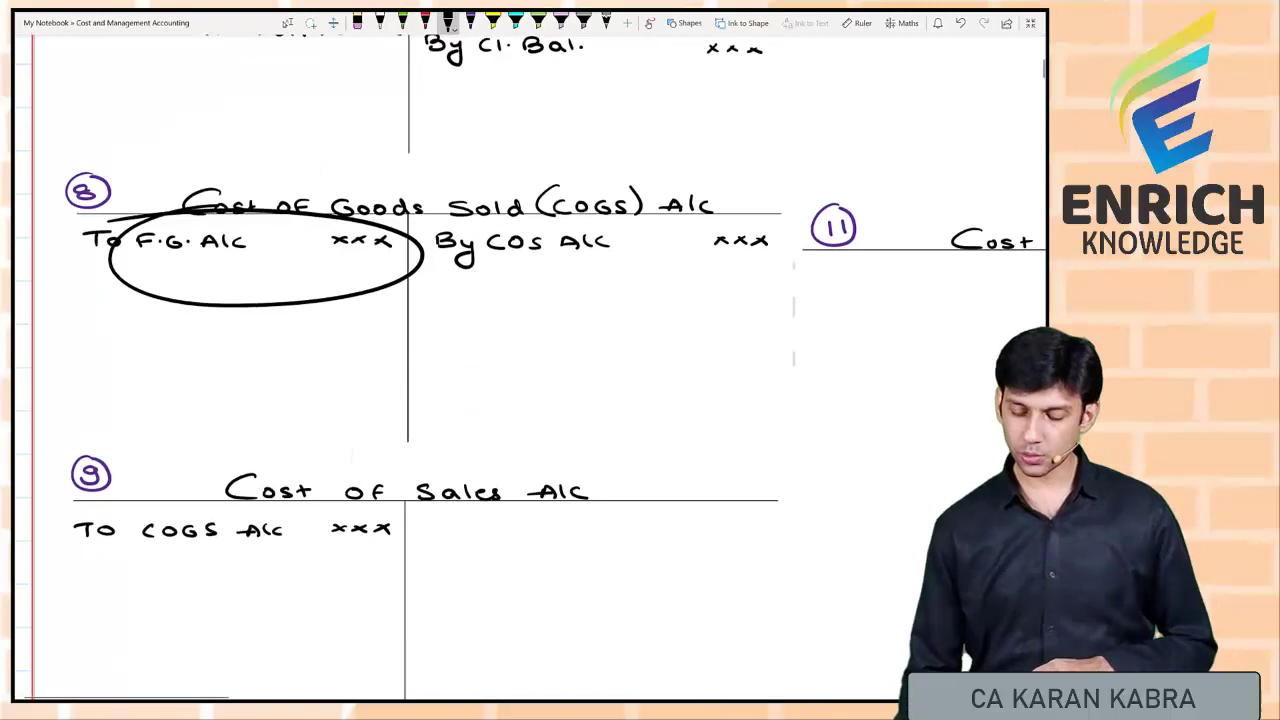 My Notebook » Cost and Management Accounting
Shapes
Ink to Shape
Ink to Text
Ruler
Maths
By Cl. Bal. xxx
8
Cost of Goods Sold (COGS) A/c
To F.G. A/c xxx By COS A/c xxx
11
Cost
9
Cost of Sales A/c
To COGS A/c xxx
ENRICH
KNOWLEDGE
CA KARAN KABRA